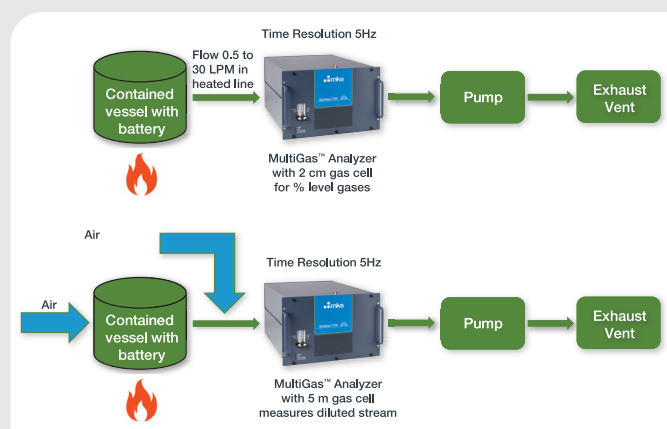 Time Resolution 5Hz
Flow 0.5 to
30 LPM in
heated line
Contained
vessel with
battery
mks
Pump
Exhaust
Vent
MultiGas™ Analyzer
with 2 cm gas cell
for % level gases
Air
Time Resolution 5Hz
Air
Contained
vessel with
battery
mks
Pump
Exhaust
Vent
MultiGas™ Analyzer
with 5 m gas cell
measures diluted stream